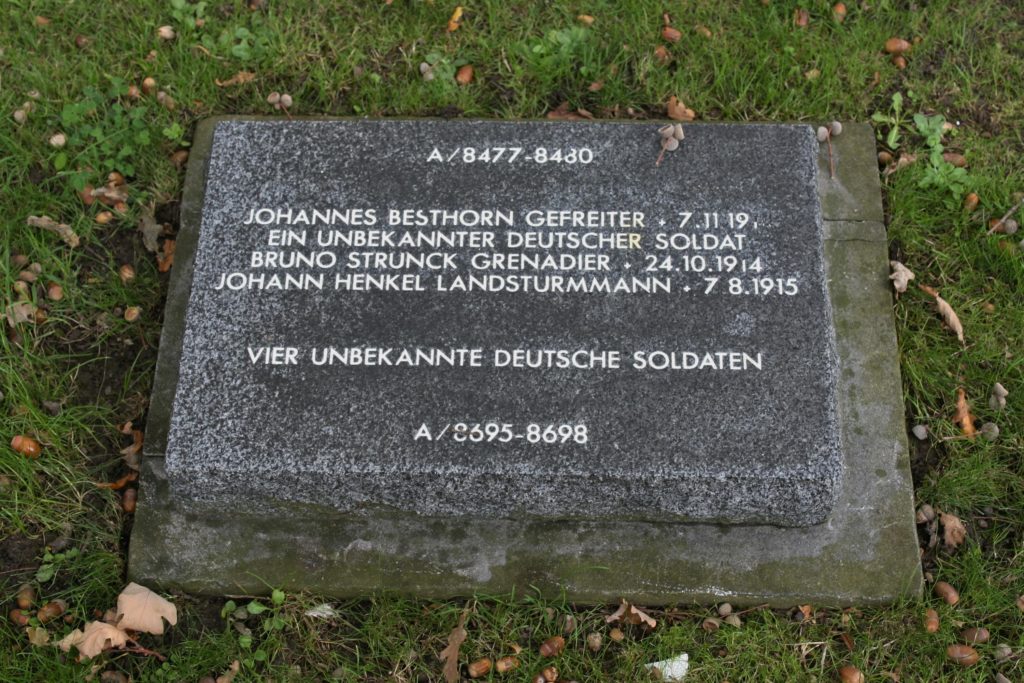 A/8477-8480
JOHANNES BESTHORN GEFREITER + 7.11.19
EIN UNBEKANNTER DEUTSCHER SOLDAT
BRUNO STRUNCK GRENADIER + 24.10.1914
JOHANN HENKEL LANDSTURMMANN + 7.8.1915
VIER UNBEKANNTE DEUTSCHE SOLDATEN
A/8695-8698